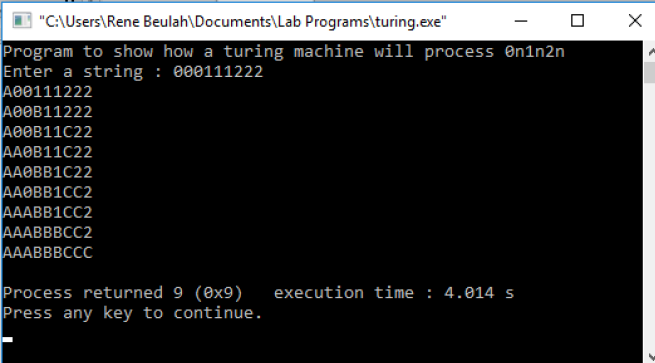 "C:\Users\Rene Beulah\Documents\Lab Programs\turing.exe"
Program to show how a turing machine will process 0n1n2n
Enter a string : 000111222
A00111222
A00B11222
A00B11C22
AA0B11C22
AA0BB1C22
AA0BB1CC2
AAABB1CC2
AAABBBCC2
AAABBBCCC
Process returned 9 (0x9)   execution time : 4.014 s
Press any key to continue.